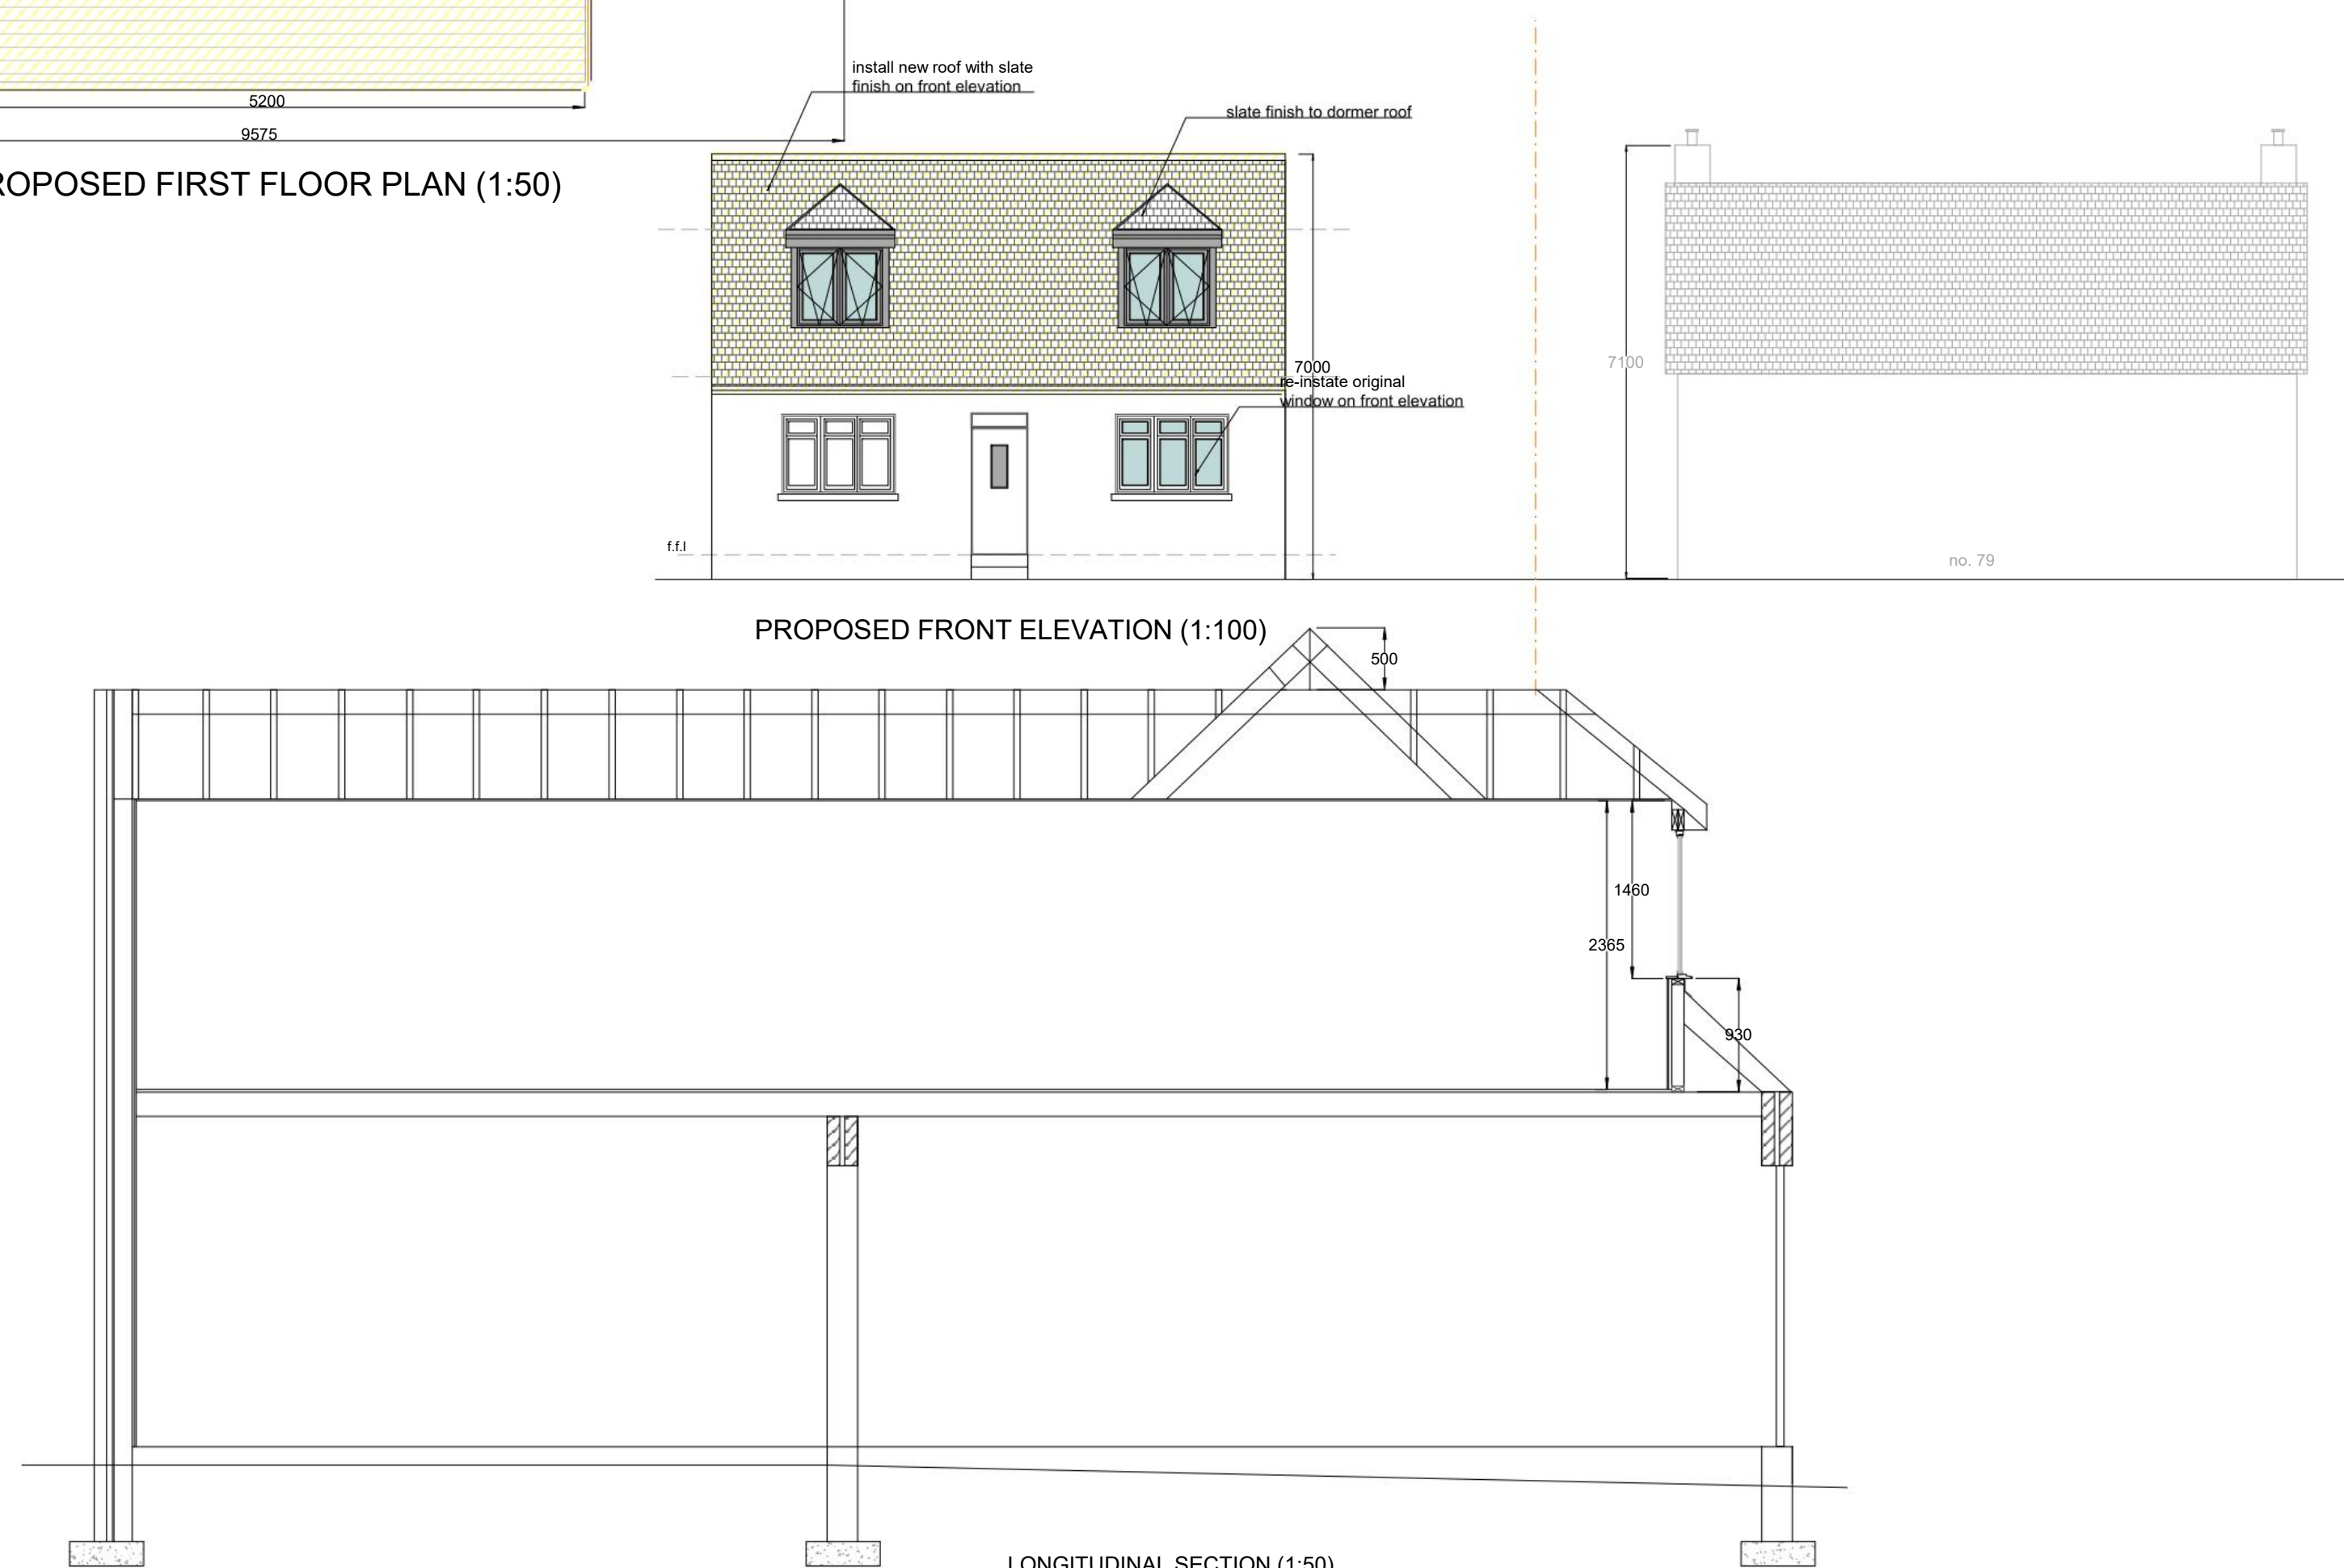 install new roof with slate
finish on front elevation
5200
slate finish to dormer roof
9575
ROPOSED FIRST FLOOR PLAN (1:50)
7000
7100
re-instate original
window on front elevation
f.f.l
no. 79
PROPOSED FRONT ELEVATION (1:100)
500
1460
2365
930
LONGITUDINAL SECTION (1:50)